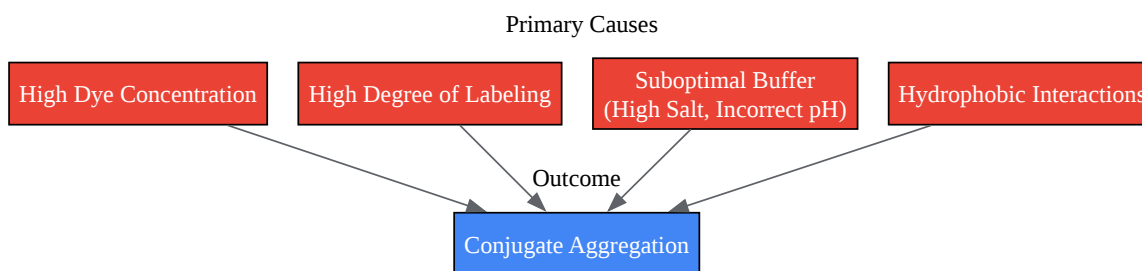 Primary Causes
High Dye Concentration
High Degree of Labeling
Suboptimal Buffer
(High Salt, Incorrect pH)
Hydrophobic Interactions
Outcome
Conjugate Aggregation